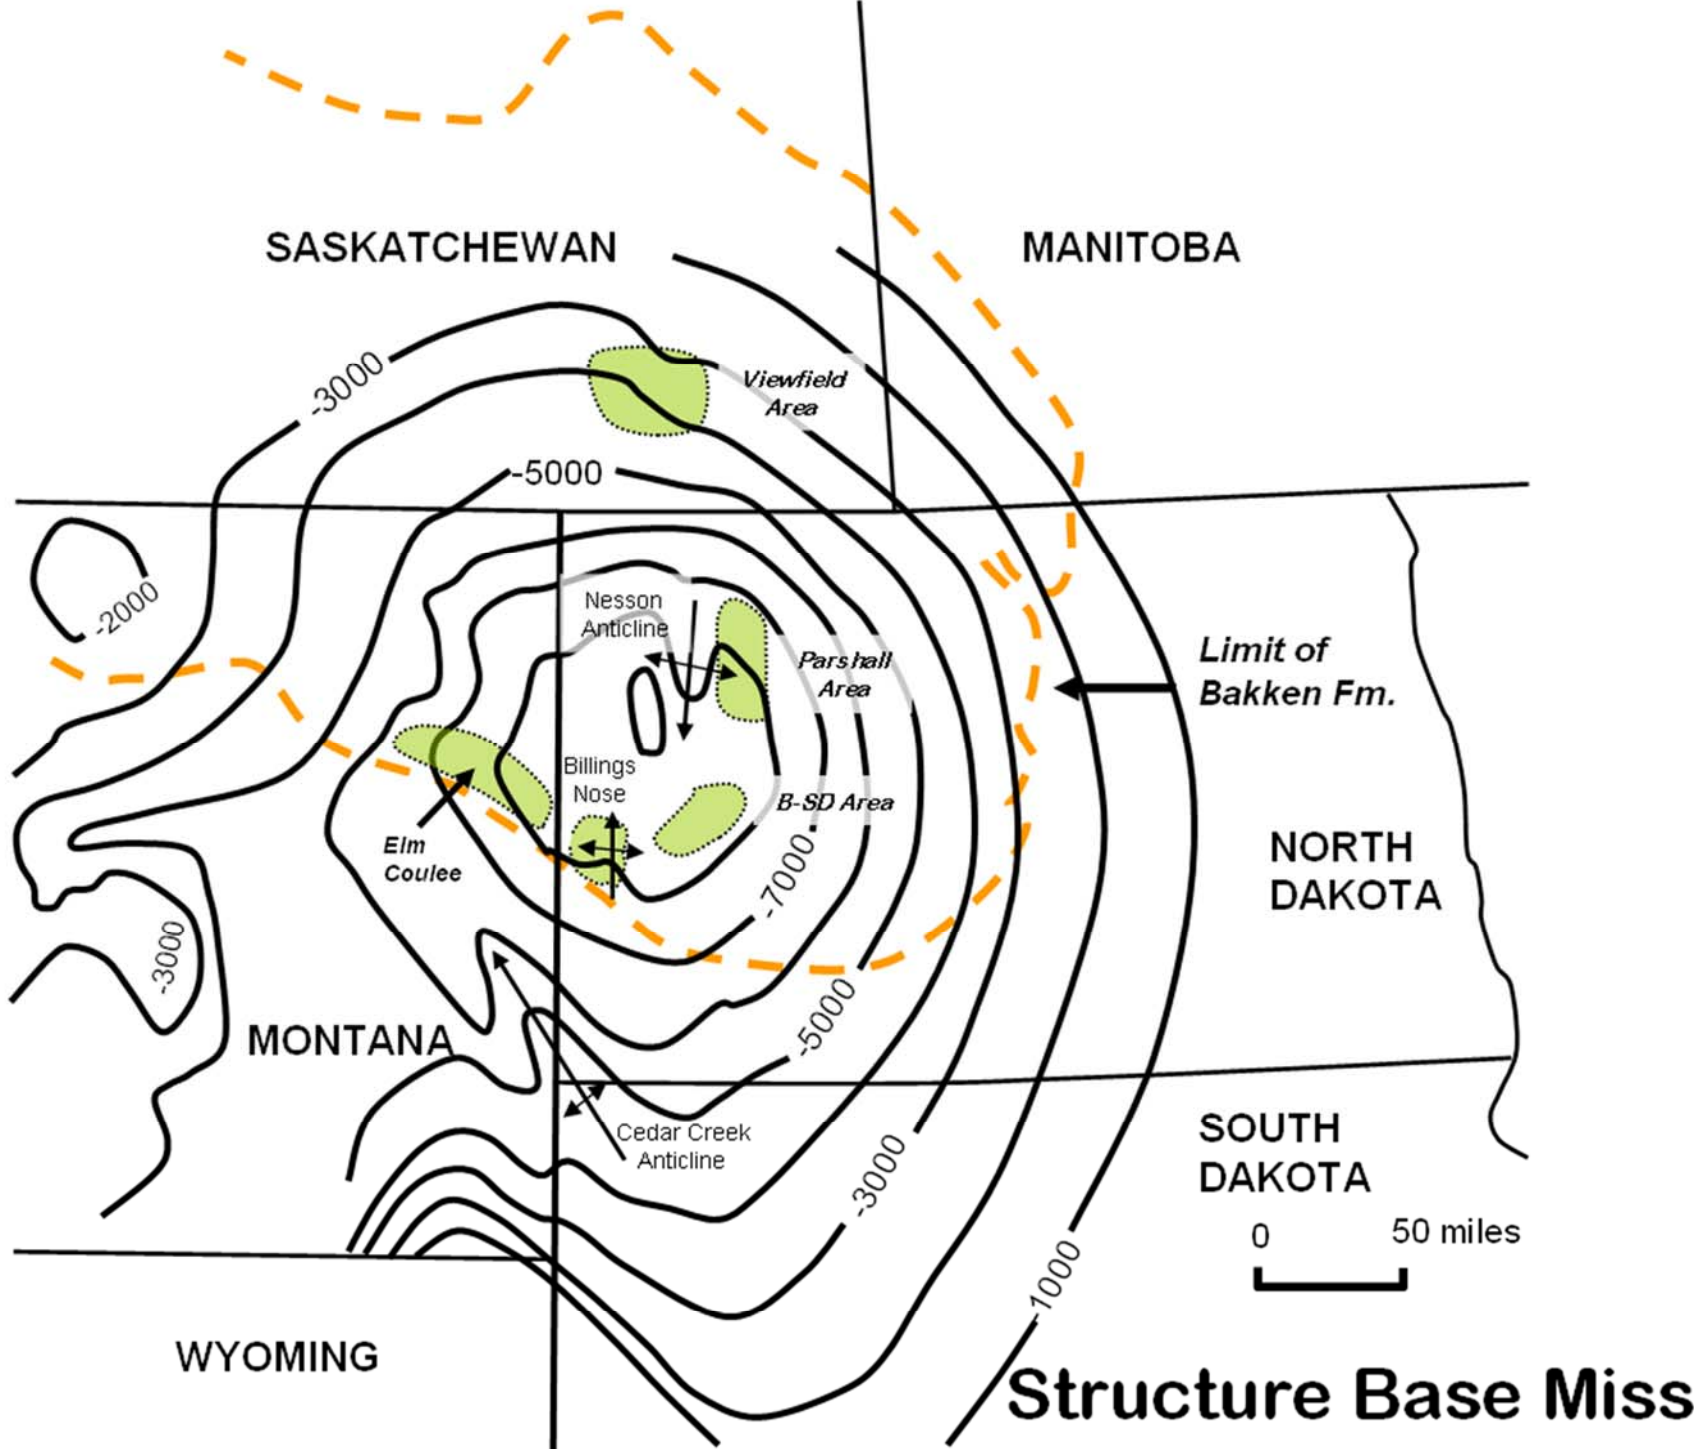 SASKATCHEWAN
MANITOBA
-3000
Viewfield
Area
-5000
-2000
Nesson
Anticline
Parshall
Area
Limit of
Bakken Fm.
Billings
Nose
B-SD Area
Elm
Coulee
-7000
NORTH
DAKOTA
-3000
-5000
MONTANA
Cedar Creek
Anticline
SOUTH
DAKOTA
-3000
0
50 miles
-1000
WYOMING
Structure Base Miss